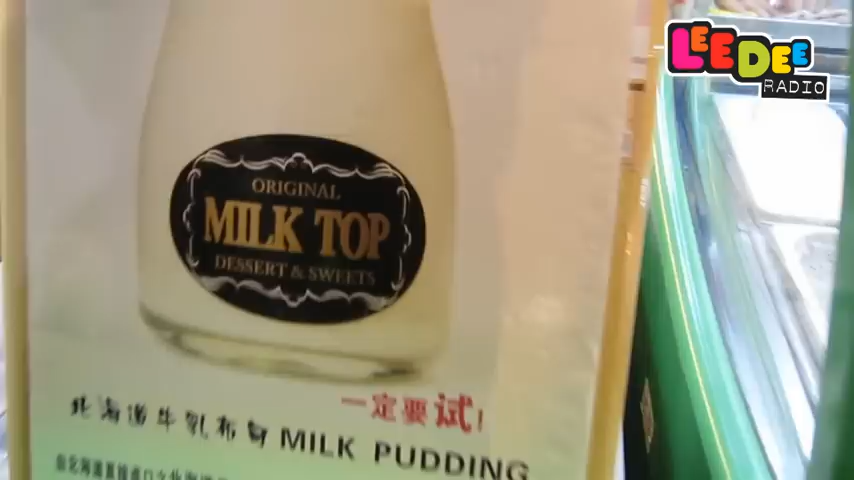 LEEDEE
RADIO
ORIGINAL
MILK TOP
DESSERT & SWEETS
一定要試!
北海道牛乳布甸 MILK PUDDING